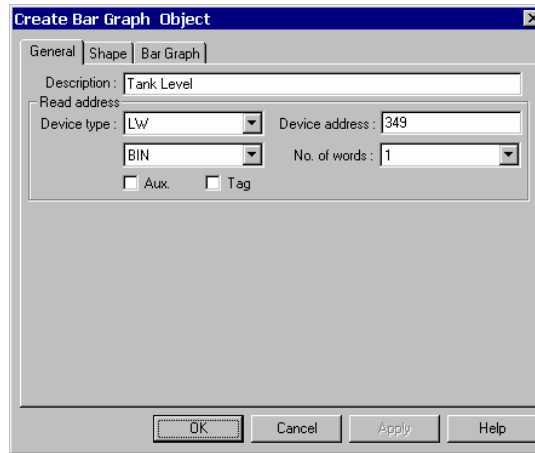 Create Bar Graph Object
General Shape Bar Graph
Description : Tank Level
Read address
Device type : LW Device address : 349
BIN No. of words : 1
Aux. Tag
OK Cancel Apply Help